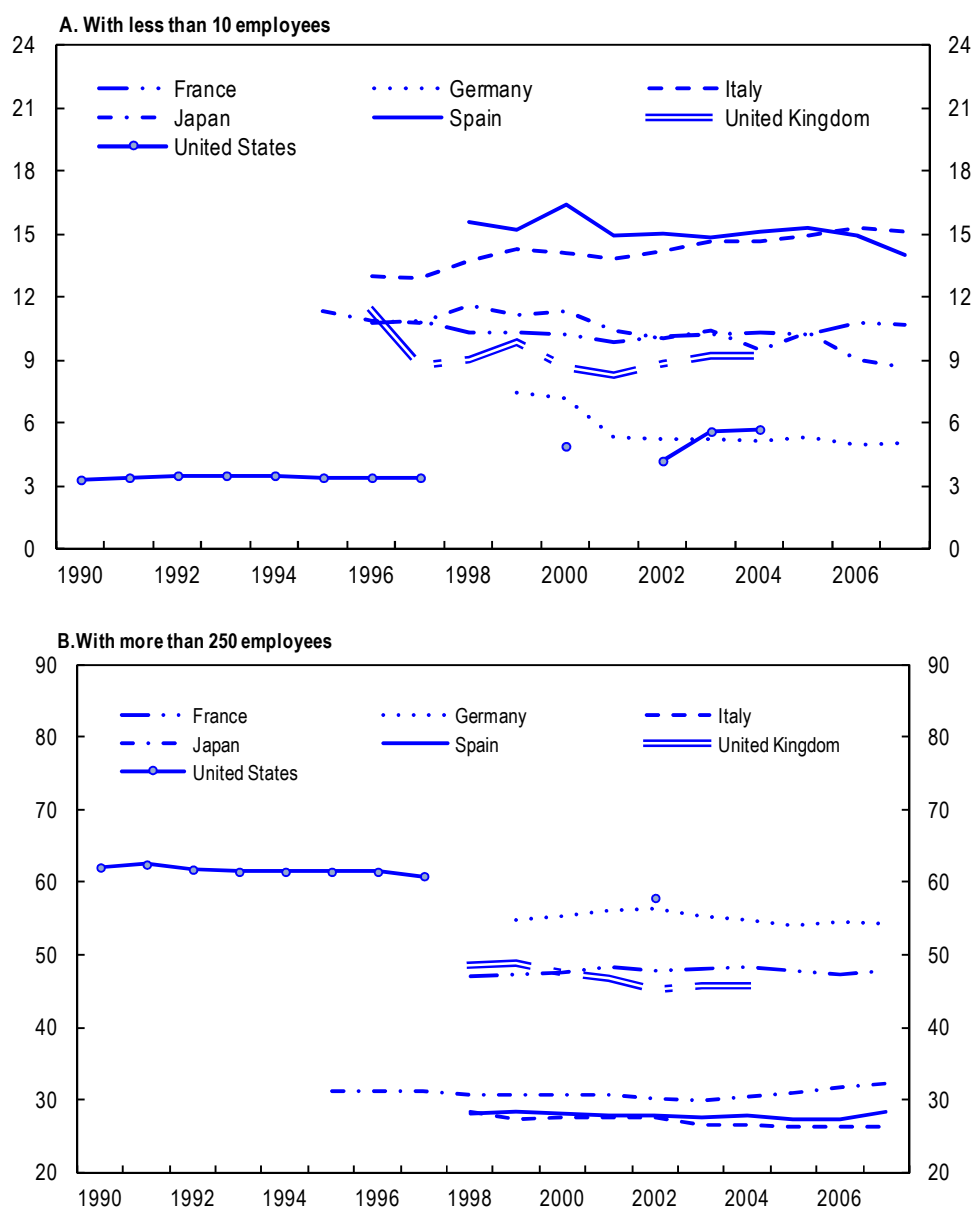 A. With less than 10 employees
24 24
France Germany Italy
21 21
Japan Spain United Kingdom
United States
18 18
15 15
12 12
9 9
6 6
3 3
0 0
1990 1992 1994 1996 1998 2000 2002 2004 2006
B.With more than 250 employees
90 90
France Germany Italy
80 80
Japan Spain United Kingdom
United States
70 70
60 60
50 50
40 40
30 30
20 20
1990 1992 1994 1996 1998 2000 2002 2004 2006